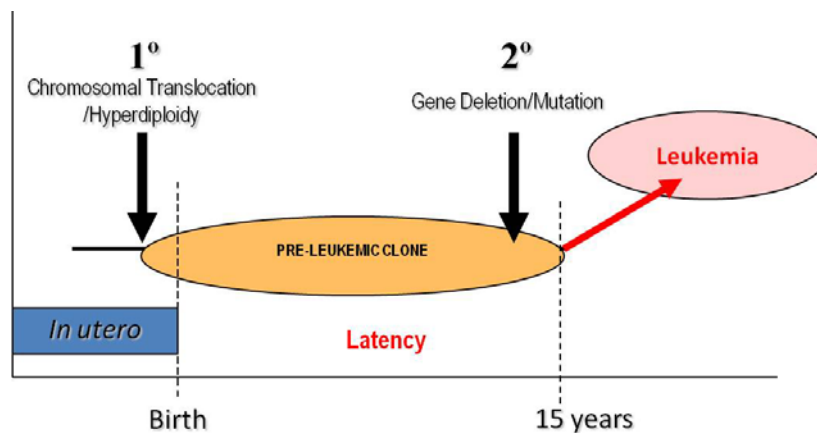 1º
Chromosomal Translocation
/Hyperdiploidy
2º
Gene Deletion/Mutation
Leukemia
PRE-LEUKEMIC CLONE
In utero
Latency
Birth
15 years